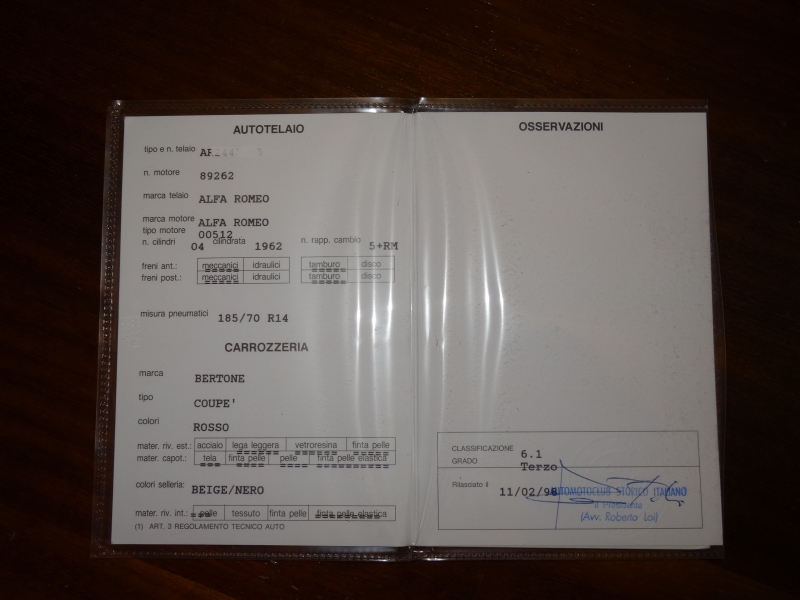 AUTOTELAIO
tipo e n. telaio
n. motore 89262
marca telaio ALFA ROMEO
marca motore ALFA ROMEO
tipo motore 00512
n. cilindri 04 cilindrata 1962 n. rapp. cambio 5+RM
freni ant.: meccanici idraulici tamburo disco
freni post.: meccanici idraulici tamburo disco
misura pneumatici 185/70 R14
CARROZZERIA
marca BERTONE
tipo COUPE'
colori ROSSO
mater. riv. est.: acciaio lega leggera vetroresina finta pelle
mater. capot.: tela finta pelle pelle finta pelle elastica
colori selleria: BEIGE/NERO
mater. riv. int.: pelle tessuto finta pelle finta pelle elastica
(1) ART. 3 REGOLAMENTO TECNICO AUTO
OSSERVAZIONI
CLASSIFICAZIONE 6.1
GRADO Terzo
Rilasciato il 11/02/98 AUTOMOTOCLUB STORICO ITALIANO
Il Presidente
(Avv. Roberto Loi)